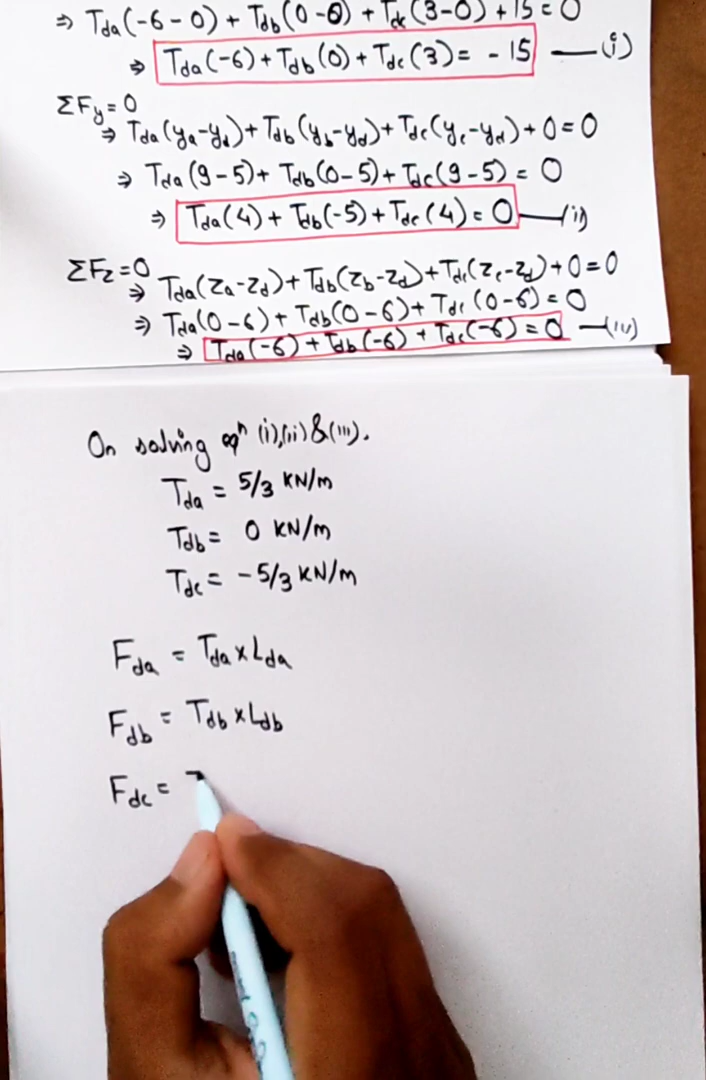 ⇒ Tda(-6-0) + Tdb(0-0) + Tdc(3-0) + 15 = 0
⇒ Tda(-6) + Tdb(0) + Tdc(3) = -15 —(i)
ΣFy = 0
⇒ Tda(ya-yd) + Tdb(yb-yd) + Tdc(yc-yd) + 0 = 0
⇒ Tda(9-5) + Tdb(0-5) + Tdc(9-5) = 0
⇒ Tda(4) + Tdb(-5) + Tdc(4) = 0 —(ii)
ΣFz = 0
⇒ Tda(za-zd) + Tdb(zb-zd) + Tdc(zc-zd) + 0 = 0
⇒ Tda(0-6) + Tdb(0-6) + Tdc(0-6) = 0
⇒ Tda(-6) + Tdb(-6) + Tdc(-6) = 0 —(iii)
On solving eqⁿ (i),(ii) & (iii).
Tda = 5/3 KN/m
Tdb = 0 KN/m
Tdc = -5/3 KN/m
Fda = Tda × Lda
Fdb = Tdb × Ldb
Fdc =